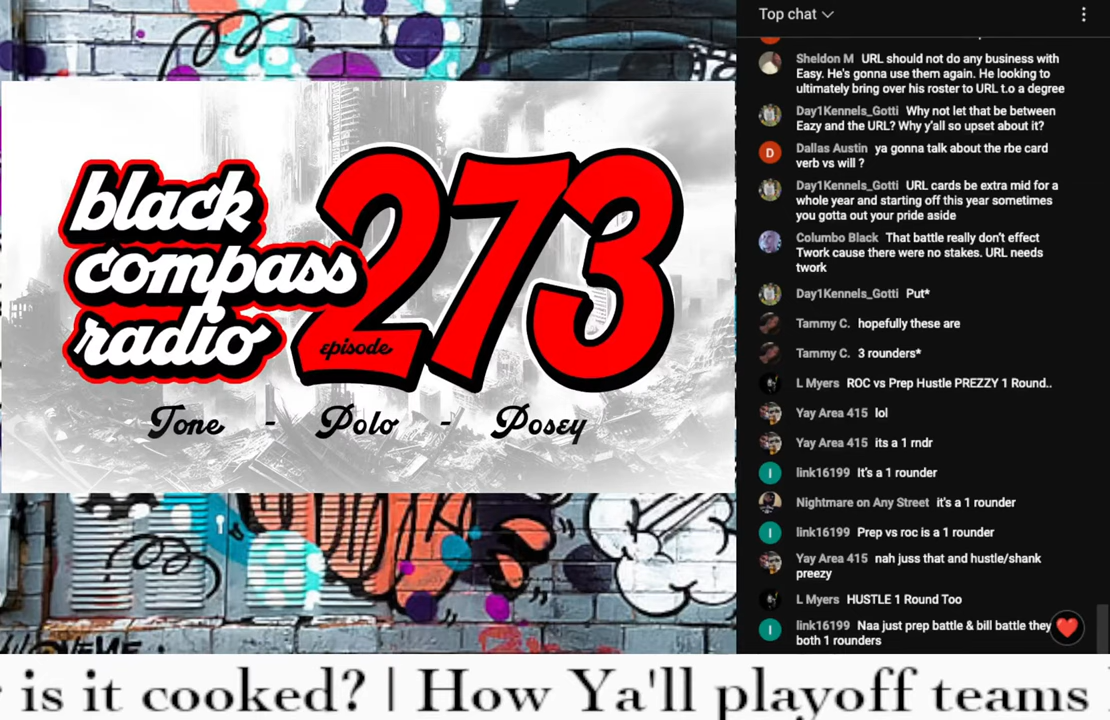 Top chat
Sheldon M URL should not do any business with
Easy. He's gonna use them again. He looking to
ultimately bring over his roster to URL t.o a degree
Day1Kennels_Gotti Why not let that be between
Eazy and the URL? Why y'all so upset about it?
D
Dallas Austin ya gonna talk about the rbe card
verb vs will ?
Day1Kennels_Gotti URL cards be extra mid for a
whole year and starting off this year sometimes
you gotta out your pride aside
Columbo Black That battle really don't effect
Twork cause there were no stakes. URL needs
twork
Day1Kennels_Gotti Put*
Tammy C. hopefully these are
Tammy C. 3 rounders*
L Myers ROC vs Prep Hustle PREZZY 1 Round..
Yay Area 415 lol
Yay Area 415 its a 1 rndr
link16199 It's a 1 rounder
Nightmare on Any Street it's a 1 rounder
link16199 Prep vs roc is a 1 rounder
Yay Area 415 nah juss that and hustle/shank
preezy
L Myers HUSTLE 1 Round Too
link16199 Naa just prep battle & bill battle they
both 1 rounders
black
compass
radio
273
episode
Tone - Polo - Posey
is it cooked? | How Ya'll playoff teams